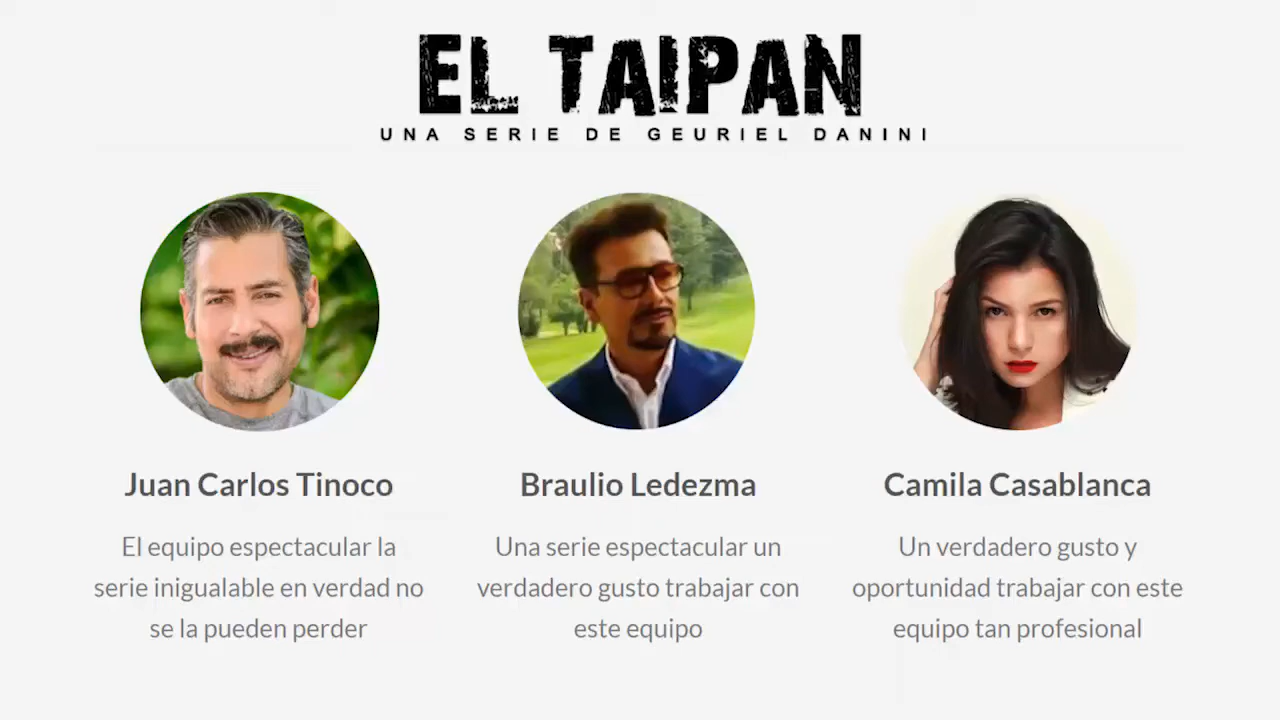 EL TAIPAN
UNA SERIE DE GEURIEL DANINI
Juan Carlos Tinoco
El equipo espectacular la
serie inigualable en verdad no
se la pueden perder
Braulio Ledezma
Una serie espectacular un
verdadero gusto trabajar con
este equipo
Camila Casablanca
Un verdadero gusto y
oportunidad trabajar con este
equipo tan profesional